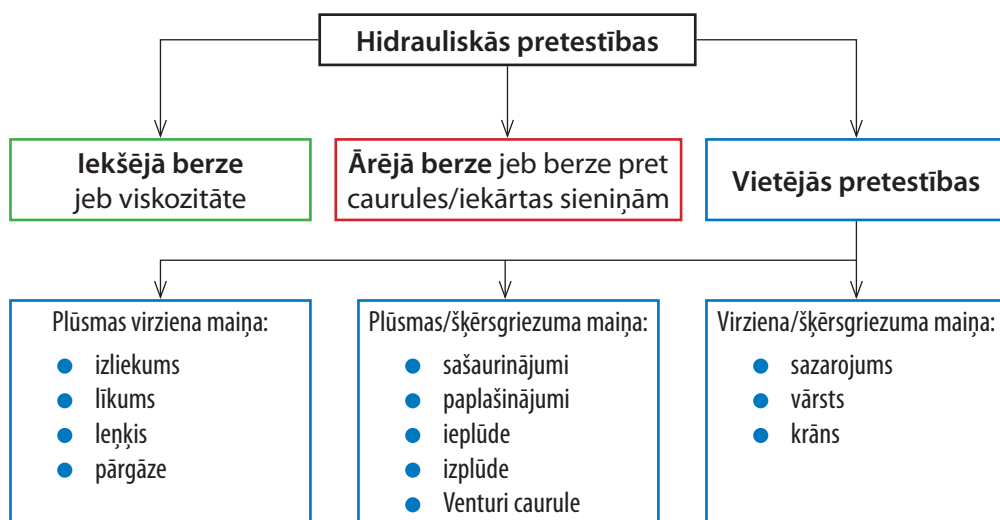 Hidrauliskās pretestības
Iekšējā berze
jeb viskozitāte
Ārējā berze jeb berze pret
caurules/iekārtas sieniņām
Vietējās pretestības
Plūsmas virziena maiņa:
izliekums
līkums
leņķis
pārgāze
Plūsmas/šķērsgriezuma maiņa:
sašaurinājumi
paplašinājumi
ieplūde
izplūde
Venturi caurule
Virziena/šķērsgriezuma maiņa:
sazarojums
vārsts
krāns